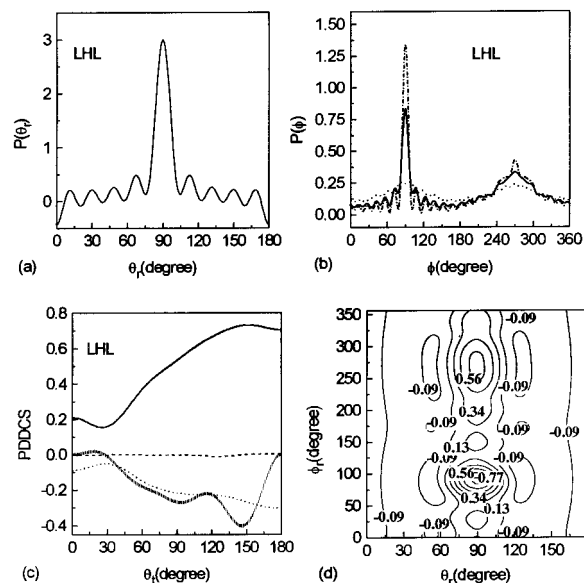 LHL
P(θr)
3
2
1
0
0 30 60 90 120 150 180
(a)
θr(degree)
LHL
P(ϕ)
1.50
1.25
1.00
0.75
0.50
0.25
0.00
0 60 120 180 240 300 360
(b)
ϕ(degree)
LHL
PDDCS
0.8
0.6
0.4
0.2
0.0
-0.2
-0.4
0 30 60 90 120 150 180
(c)
θt(degree)
ϕr(degree)
350
300
250
200
150
100
50
0
-0.09
-0.09
0.56
-0.09
0.34
-0.09
-0.09
0.13
-0.09
-0.09
0.56
0.77
0.34
0.13
-0.09
-0.09
-0.09
0 30 60 90 120 150 180
(d)
θr(degree)